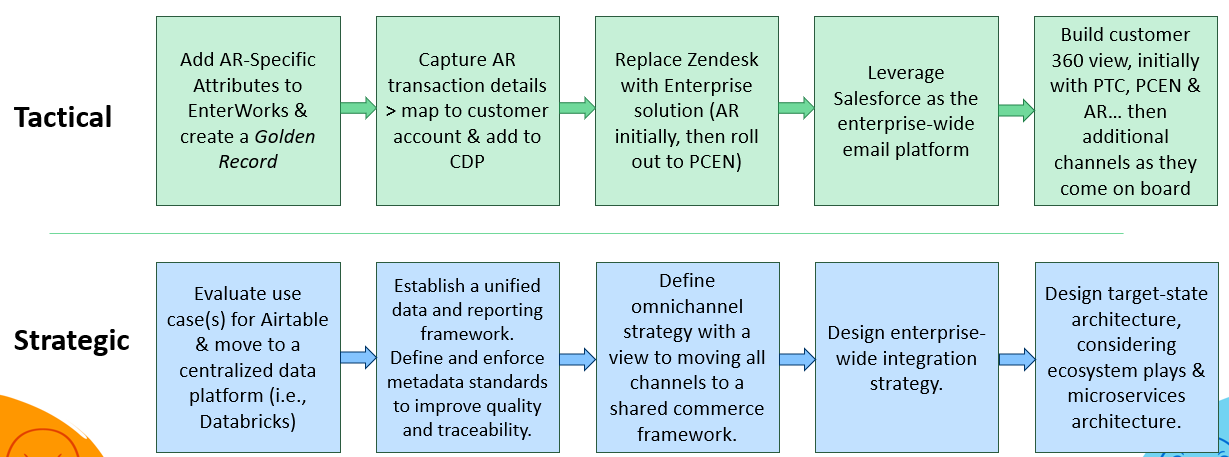 Tactical
Add AR-Specific
Attributes to
EnterWorks &
create a Golden
Record
Capture AR
transaction details
> map to customer
account & add to
CDP
Replace Zendesk
with Enterprise
solution (AR
initially, then roll
out to PCEN)
Leverage
Salesforce as the
enterprise-wide
email platform
Build customer
360 view, initially
with PTC, PCEN &
AR... then
additional
channels as they
come on board
Strategic
Evaluate use
case(s) for Airtable
& move to a
centralized data
platform (i.e.,
Databricks)
Establish a unified
data and reporting
framework.
Define and enforce
metadata standards
to improve quality
and traceability.
Define
omnichannel
strategy with a
view to moving all
channels to a
shared commerce
framework.
Design enterprise-
wide integration
strategy.
Design target-state
architecture,
considering
ecosystem plays &
microservices
architecture.